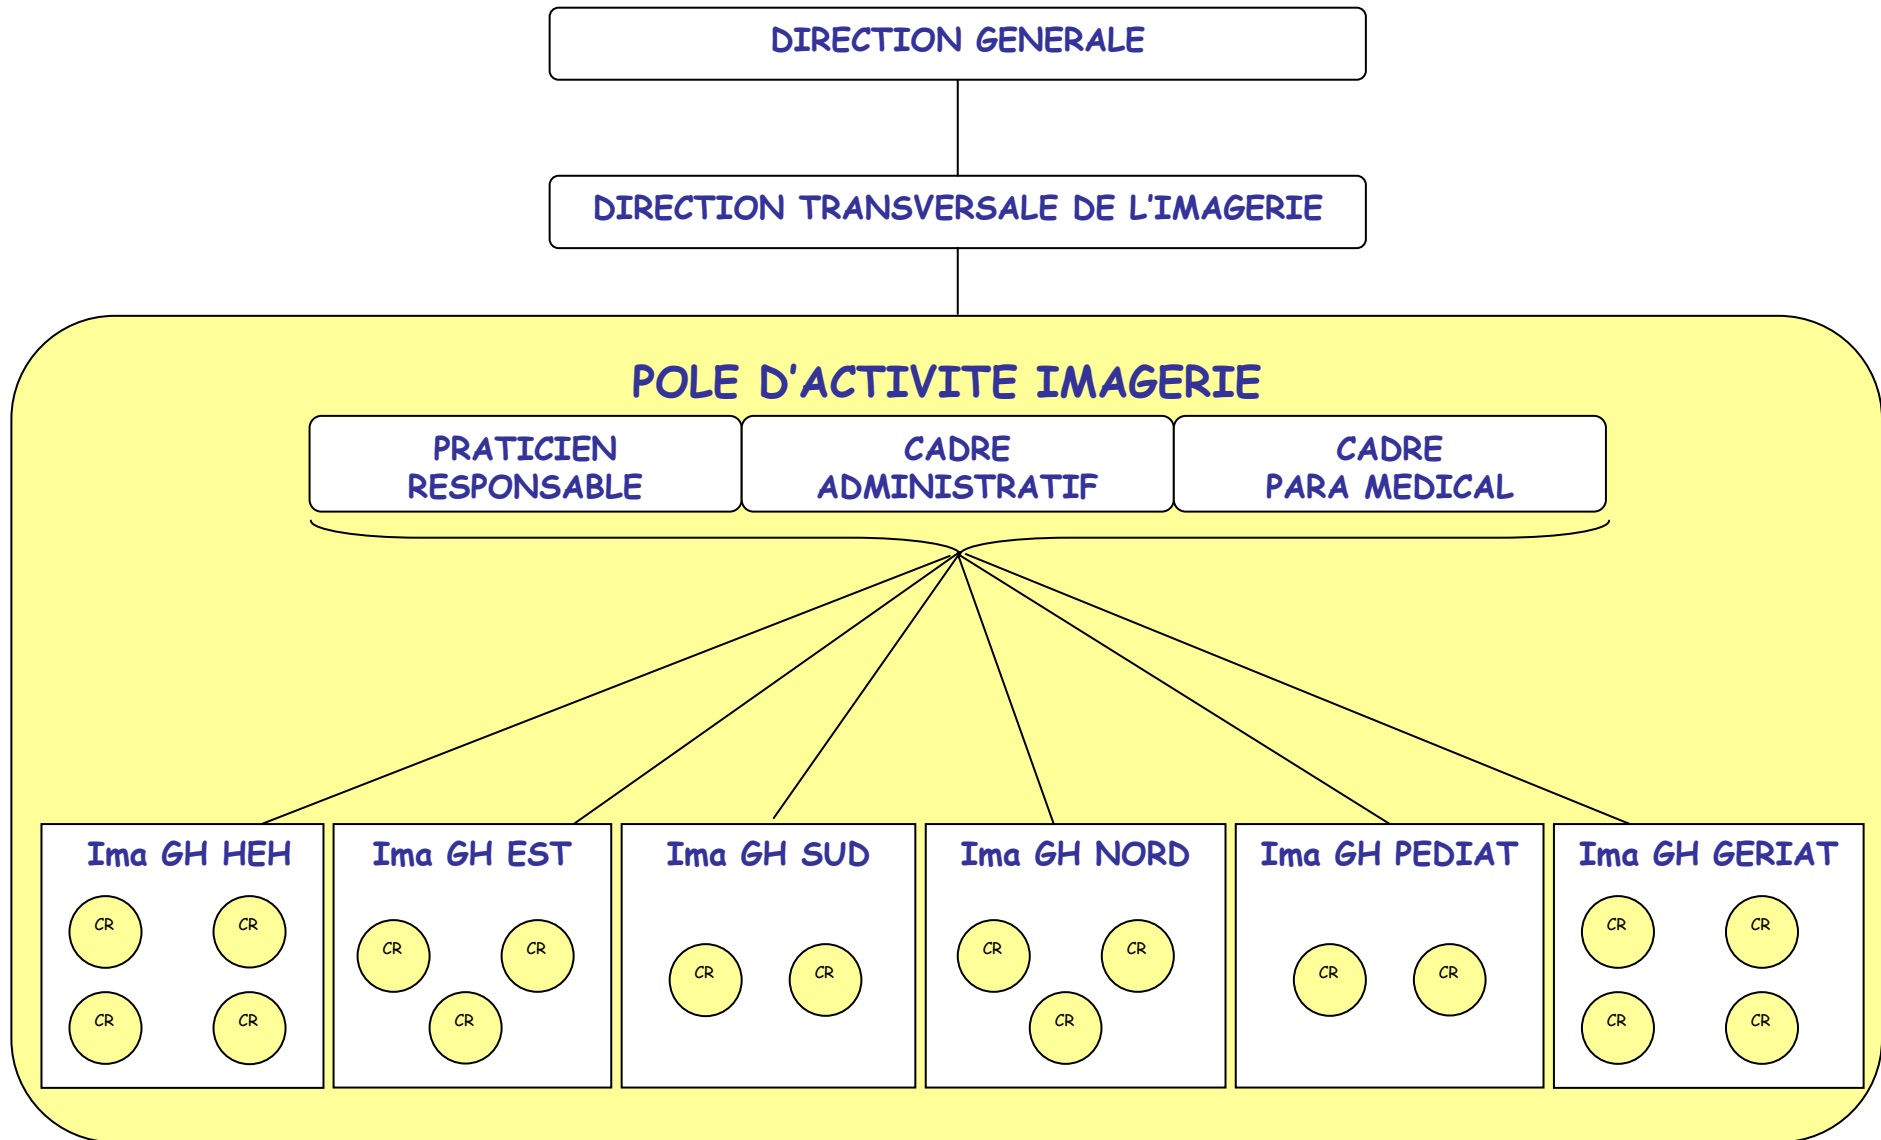 DIRECTION GENERALE
DIRECTION TRANSVERSALE DE L'IMAGERIE
POLE D'ACTIVITE IMAGERIE
PRATICIEN
RESPONSABLE
CADRE
ADMINISTRATIF
CADRE
PARA MEDICAL
Ima GH HEH
CR
CR
CR
CR
Ima GH EST
CR
CR
CR
Ima GH SUD
CR
CR
Ima GH NORD
CR
CR
CR
Ima GH PEDIAT
CR
CR
Ima GH GERIAT
CR
CR
CR
CR